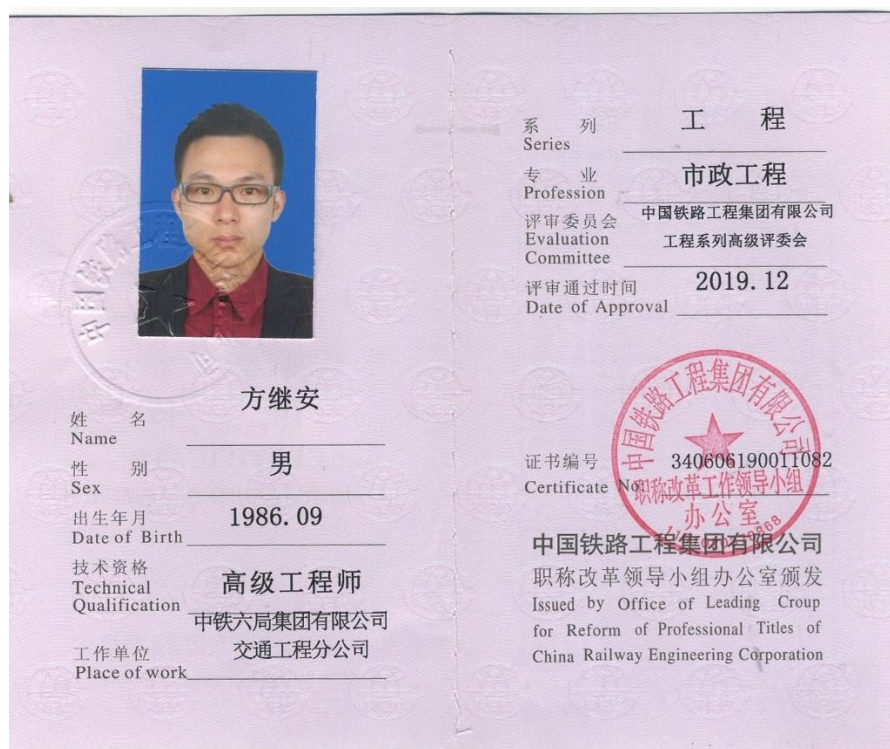 方继安
姓 名
Name
男
性 别
Sex
1986.09
出生年月
Date of Birth
技术资格
Technical
Qualification
高级工程师
中铁六局集团有限公司
交通工程分公司
工作单位
Place of work
系 列
Series
工 程
专 业
Profession
市政工程
评审委员会
Evaluation
Committee
中国铁路工程集团有限公司
工程系列高级评委会
评审通过时间
Date of Approval
2019.12
中国铁路工程集团有限公司
证书编号
Certificate No.
340606190011082
职称改革工作领导小组
办公室
中国铁路工程集团有限公司
职称改革领导小组办公室颁发
Issued by Office of Leading Croup
for Reform of Professional Titles of
China Railway Engineering Corporation